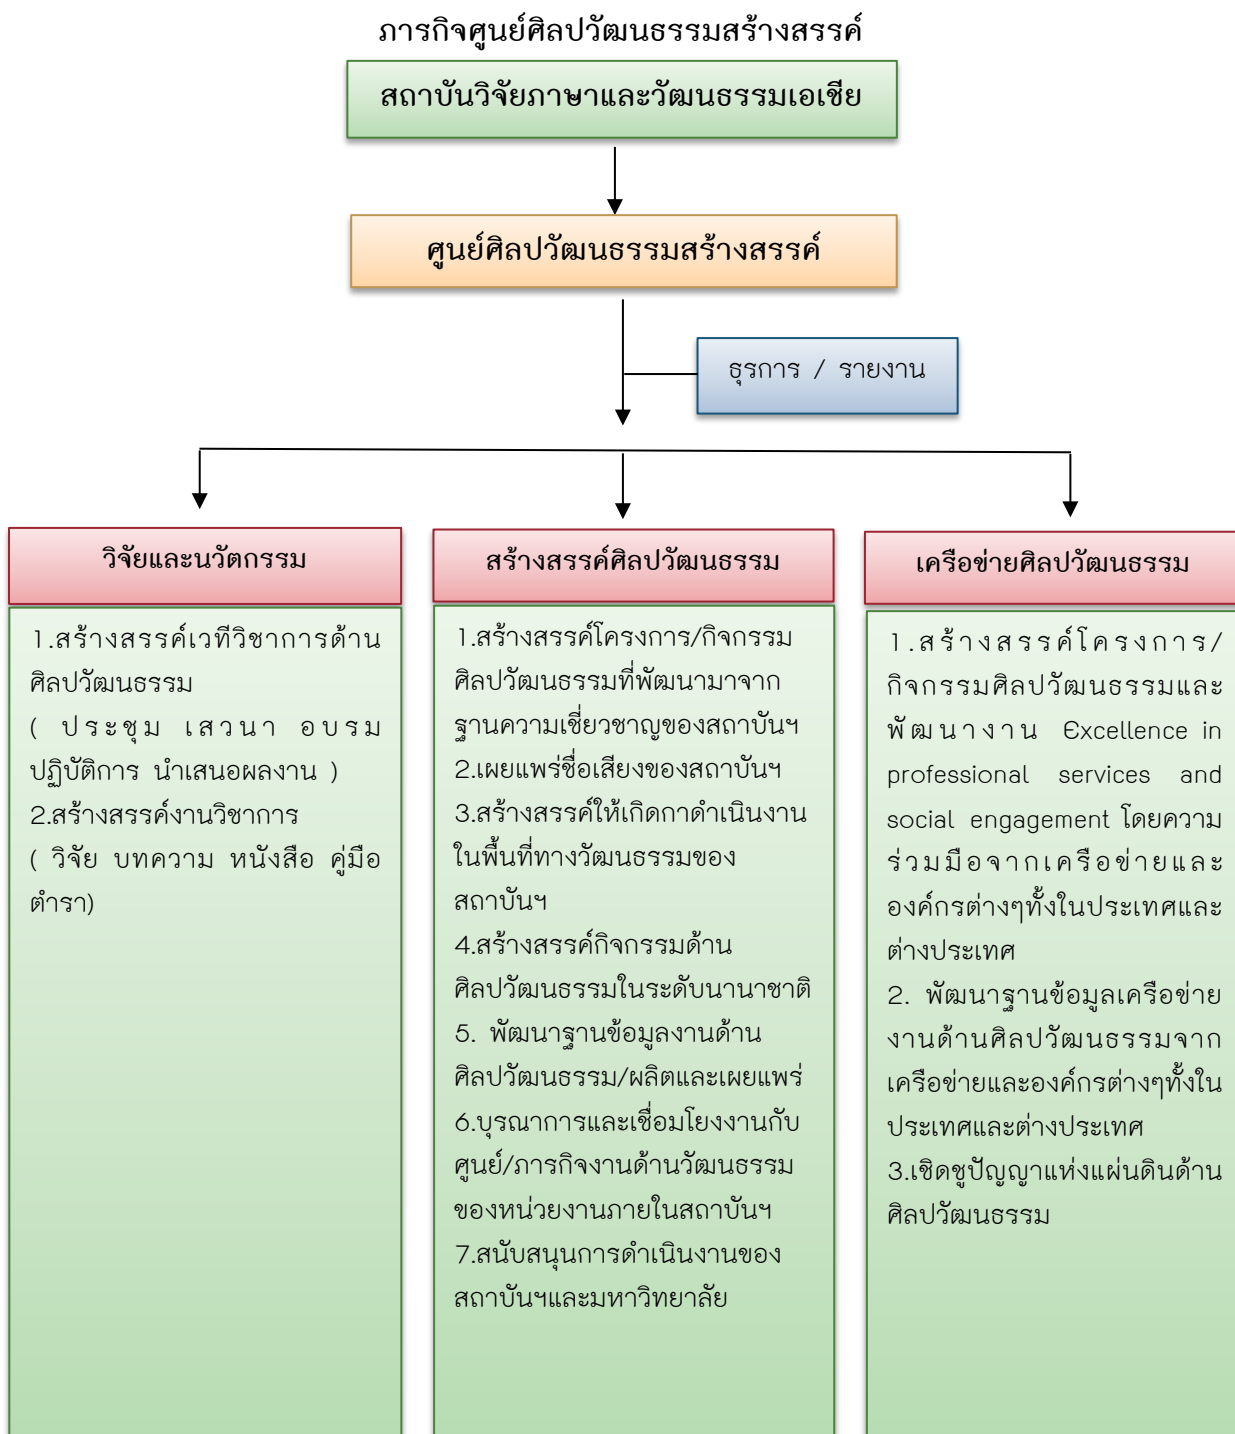 ภารกิจศูนย์ศิลปวัฒนธรรมสร้างสรรค์
สถาบันวิจัยภาษาและวัฒนธรรมเอเชีย
ศูนย์ศิลปวัฒนธรรมสร้างสรรค์
ธุรการ / รายงาน
วิจัยและนวัตกรรม
1.สร้างสรรค์เวทีวิชาการด้าน
ศิลปวัฒนธรรม
( ประชุม เสวนา อบรม
ปฏิบัติการ นำเสนอผลงาน )
2.สร้างสรรค์งานวิชาการ
( วิจัย บทความ หนังสือ คู่มือ
ตำรา)
สร้างสรรค์ศิลปวัฒนธรรม
1.สร้างสรรค์โครงการ/กิจกรรม
ศิลปวัฒนธรรมที่พัฒนามาจาก
ฐานความเชี่ยวชาญของสถาบันฯ
2.เผยแพร่ชื่อเสียงของสถาบันฯ
3.สร้างสรรค์ให้เกิดกาดำเนินงาน
ในพื้นที่ทางวัฒนธรรมของ
สถาบันฯ
4.สร้างสรรค์กิจกรรมด้าน
ศิลปวัฒนธรรมในระดับนานาชาติ
5. พัฒนาฐานข้อมูลงานด้าน
ศิลปวัฒนธรรม/ผลิตและเผยแพร่
6.บุรณาการและเชื่อมโยงงานกับ
ศูนย์/ภารกิจงานด้านวัฒนธรรม
ของหน่วยงานภายในสถาบันฯ
7.สนับสนุนการดำเนินงานของ
สถาบันฯและมหาวิทยาลัย
เครือข่ายศิลปวัฒนธรรม
1.สร้างสรรค์โครงการ/
กิจกรรมศิลปวัฒนธรรมและ
พัฒนางาน Excellence in
professional services and
social engagement โดยความ
ร่วมมือจากเครือข่ายและ
องค์กรต่างๆทั้งในประเทศและ
ต่างประเทศ
2. พัฒนาฐานข้อมูลเครือข่าย
งานด้านศิลปวัฒนธรรมจาก
เครือข่ายและองค์กรต่างๆทั้งใน
ประเทศและต่างประเทศ
3.เชิดชูปัญญาแห่งแผ่นดินด้าน
ศิลปวัฒนธรรม